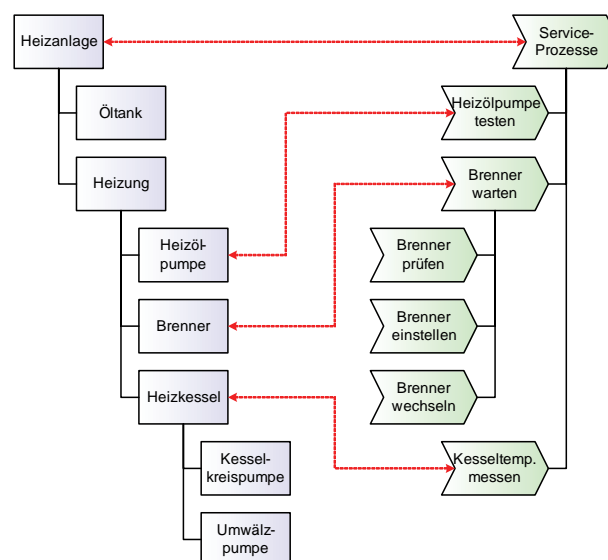 Heizanlage
Service-
Prozesse
Öltank
Heizölpumpe
testen
Heizung
Brenner
warten
Heizöl-
pumpe
Brenner
prüfen
Brenner
Brenner
einstellen
Heizkessel
Brenner
wechseln
Kessel-
kreispumpe
Kesseltemp.
messen
Umwälz-
pumpe